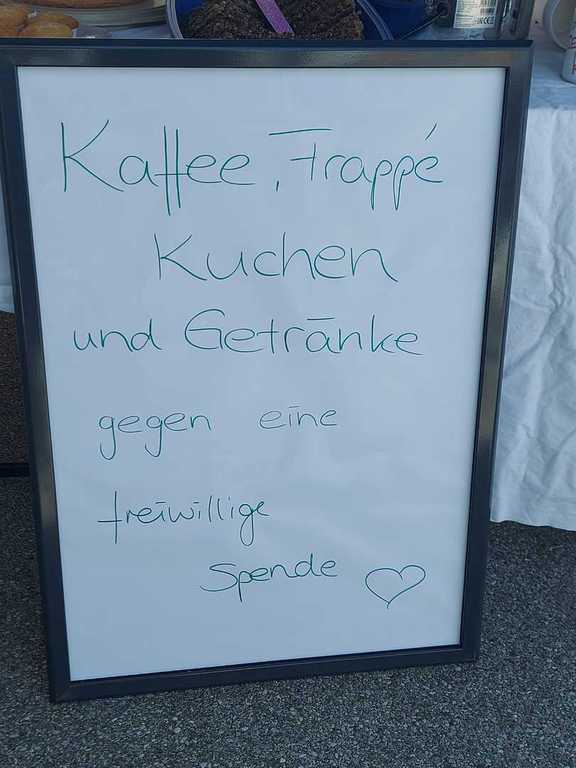 Kaffee, Frappé
Kuchen
und Getränke
gegen eine
freiwillige
Spende ♡